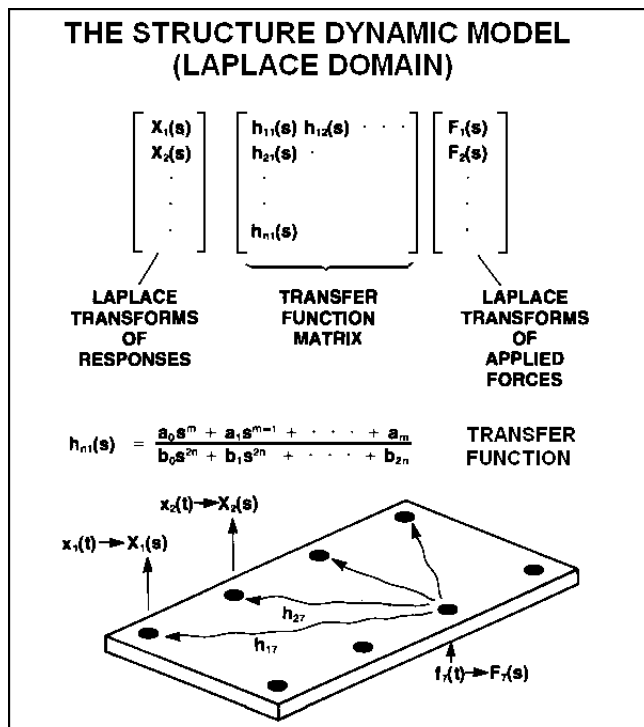 THE STRUCTURE DYNAMIC MODEL
(LAPLACE DOMAIN)
X₁(s) h₁₁(s) h₁₂(s) · · · F₁(s)
X₂(s) h₂₁(s) · F₂(s)
· · ·
· · ·
· hₙ₁(s) ·
LAPLACE TRANSFORMS OF RESPONSES
TRANSFER FUNCTION MATRIX
LAPLACE TRANSFORMS OF APPLIED FORCES
hₙ₁(s) = a₀sᵐ + a₁sᵐ⁻¹ + · · · + aₘ
b₀s²ⁿ + b₁s²ⁿ + · · · + b₂ₙ
TRANSFER
FUNCTION
x₂(t)→X₂(s)
x₁(t)→X₁(s)
h₂₇
h₁₇
f₇(t)→F₇(s)